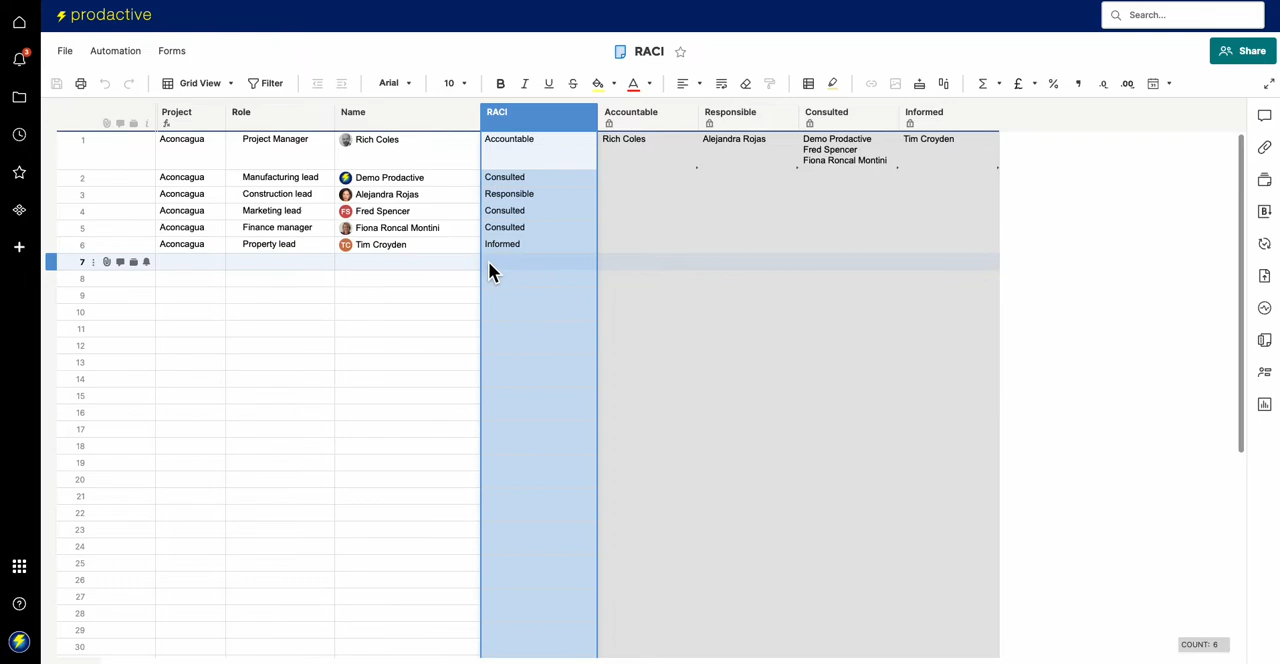 prodactive
Search...
3
File Automation Forms
RACI
Share
Grid View Filter Arial 10 B I U S A Σ £ % , .0 .00
Project Role Name RACI Accountable Responsible Consulted Informed
fx
1 Aconcagua Project Manager Rich Coles Accountable Rich Coles Alejandra Rojas Demo Prodactive Tim Croyden
Fred Spencer
Fiona Roncal Montini
2 Aconcagua Manufacturing lead Demo Prodactive Consulted
3 Aconcagua Construction lead Alejandra Rojas Responsible
4 Aconcagua Marketing lead FS Fred Spencer Consulted
5 Aconcagua Finance manager Fiona Roncal Montini Consulted
6 Aconcagua Property lead TC Tim Croyden Informed
7
8
9
10
11
12
13
14
15
16
17
18
19
20
21
22
23
24
25
26
27
28
29
30
COUNT: 6